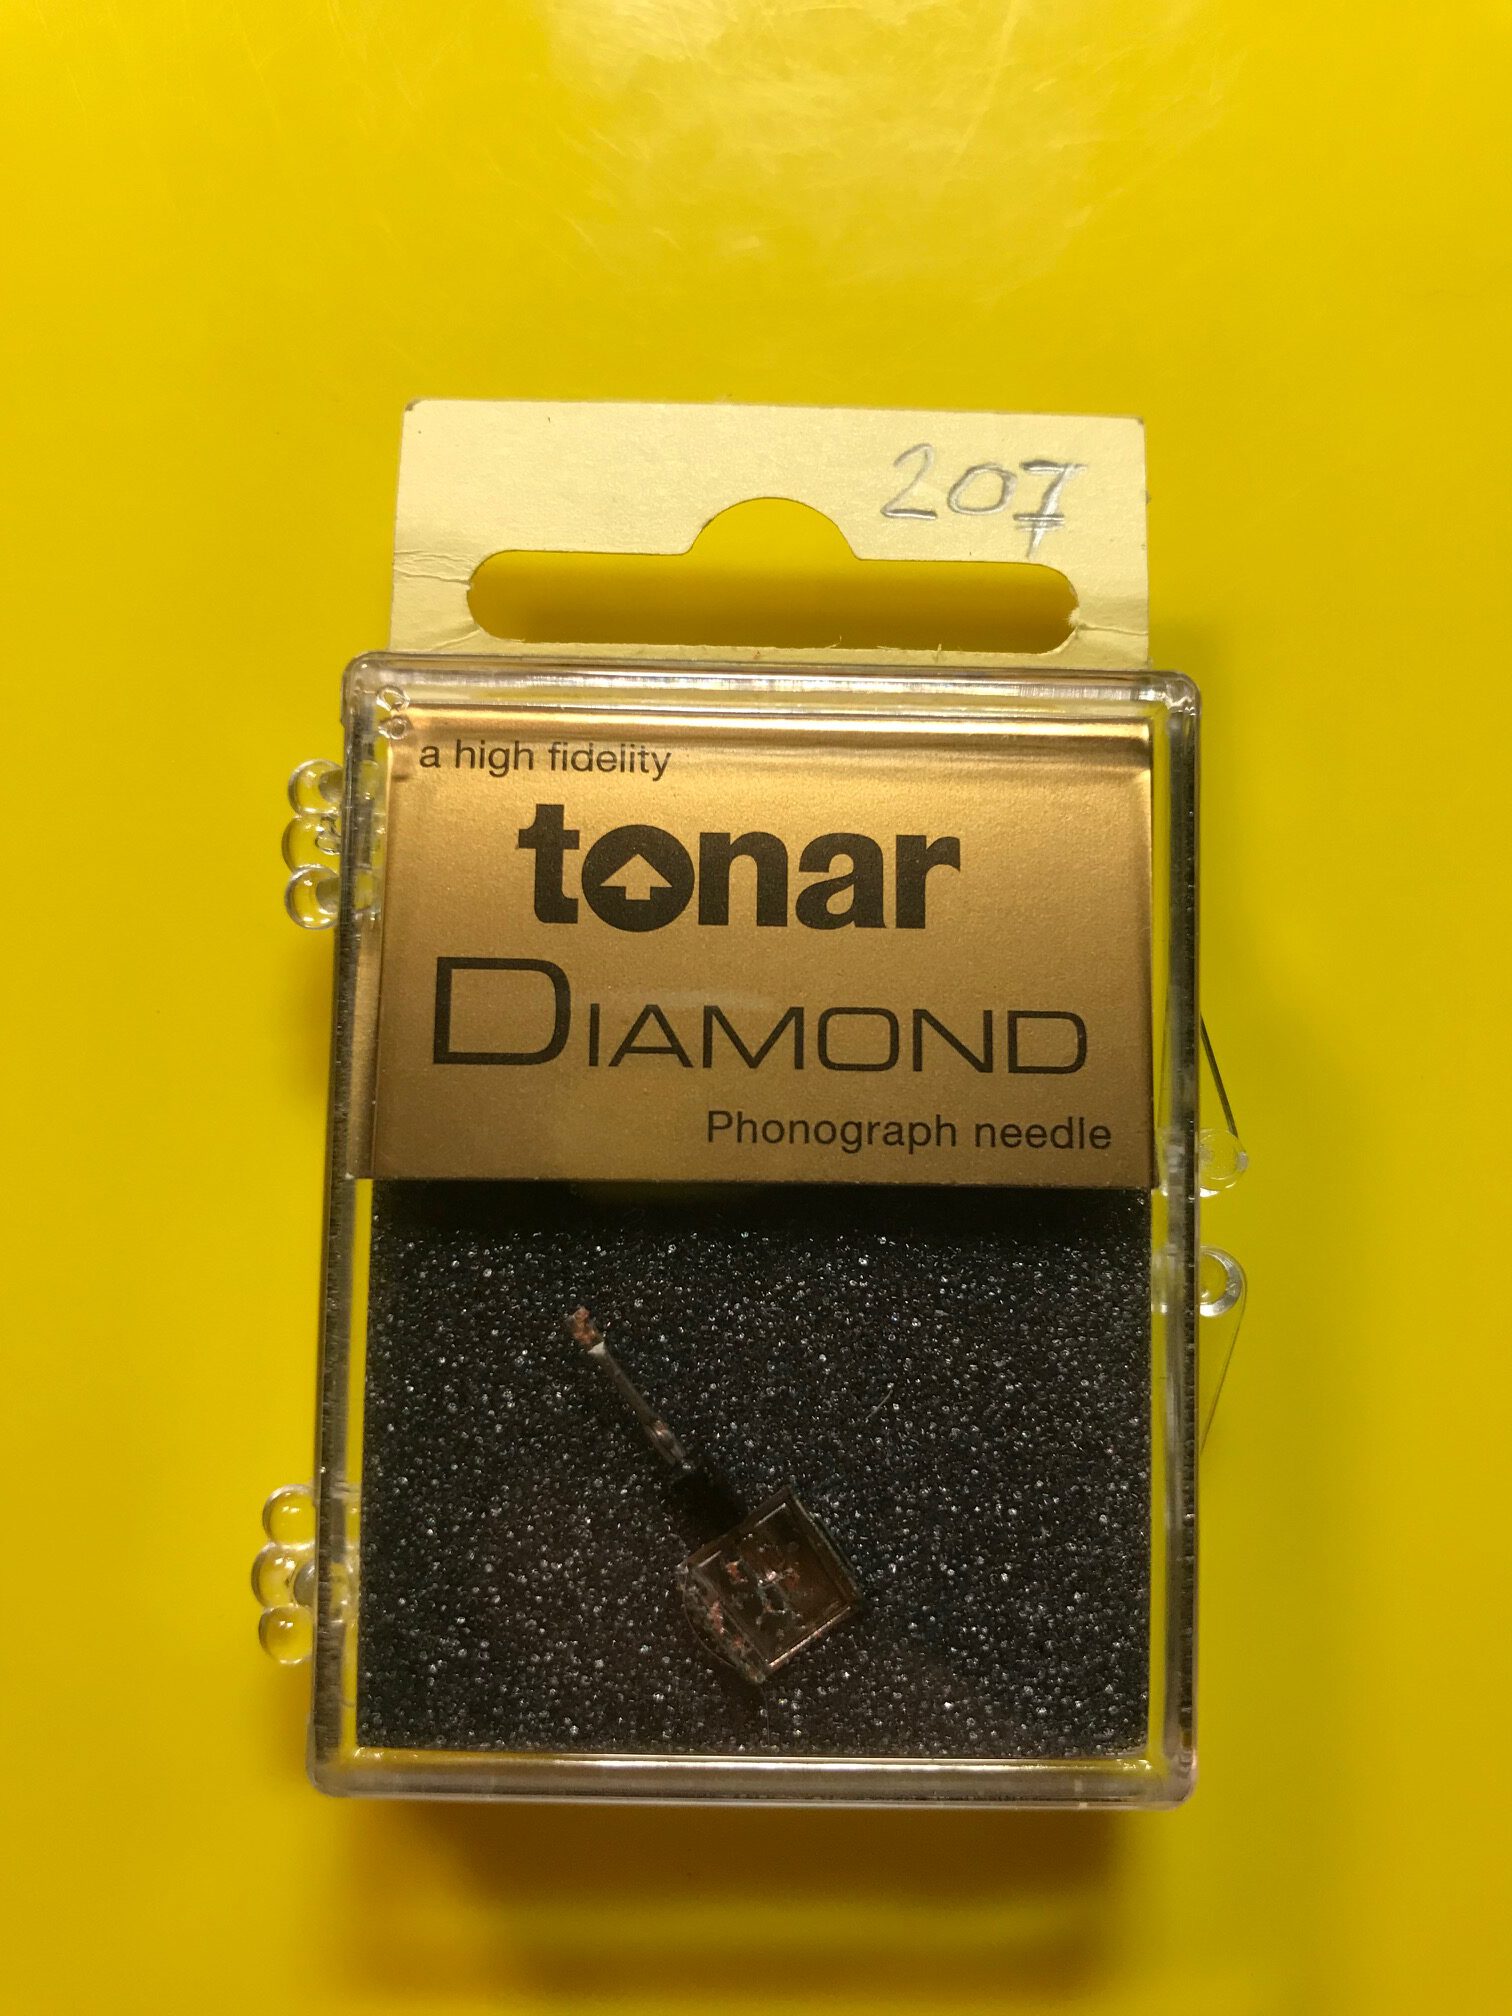 207
a high fidelity
tonar
DIAMOND
Phonograph needle